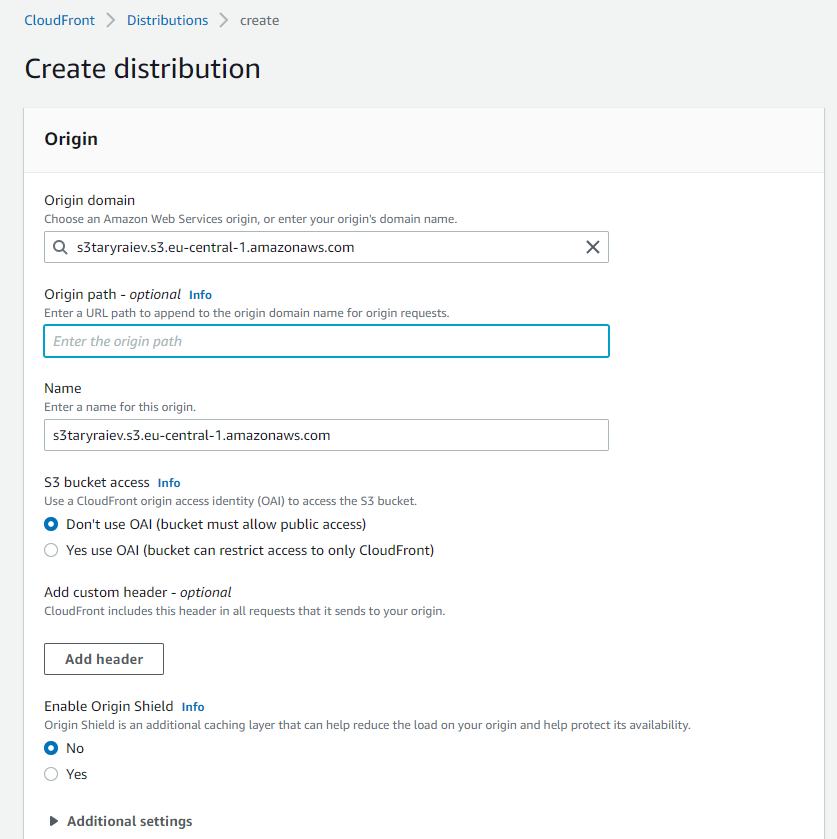 CloudFront > Distributions > create
Create distribution
Origin
Origin domain
Choose an Amazon Web Services origin, or enter your origin's domain name.
s3taryraiev.s3.eu-central-1.amazonaws.com
Origin path - optional Info
Enter a URL path to append to the origin domain name for origin requests.
Enter the origin path
Name
Enter a name for this origin.
s3taryraiev.s3.eu-central-1.amazonaws.com
S3 bucket access Info
Use a CloudFront origin access identity (OAI) to access the S3 bucket.
Don't use OAI (bucket must allow public access)
Yes use OAI (bucket can restrict access to only CloudFront)
Add custom header - optional
CloudFront includes this header in all requests that it sends to your origin.
Add header
Enable Origin Shield Info
Origin Shield is an additional caching layer that can help reduce the load on your origin and help protect its availability.
No
Yes
Additional settings